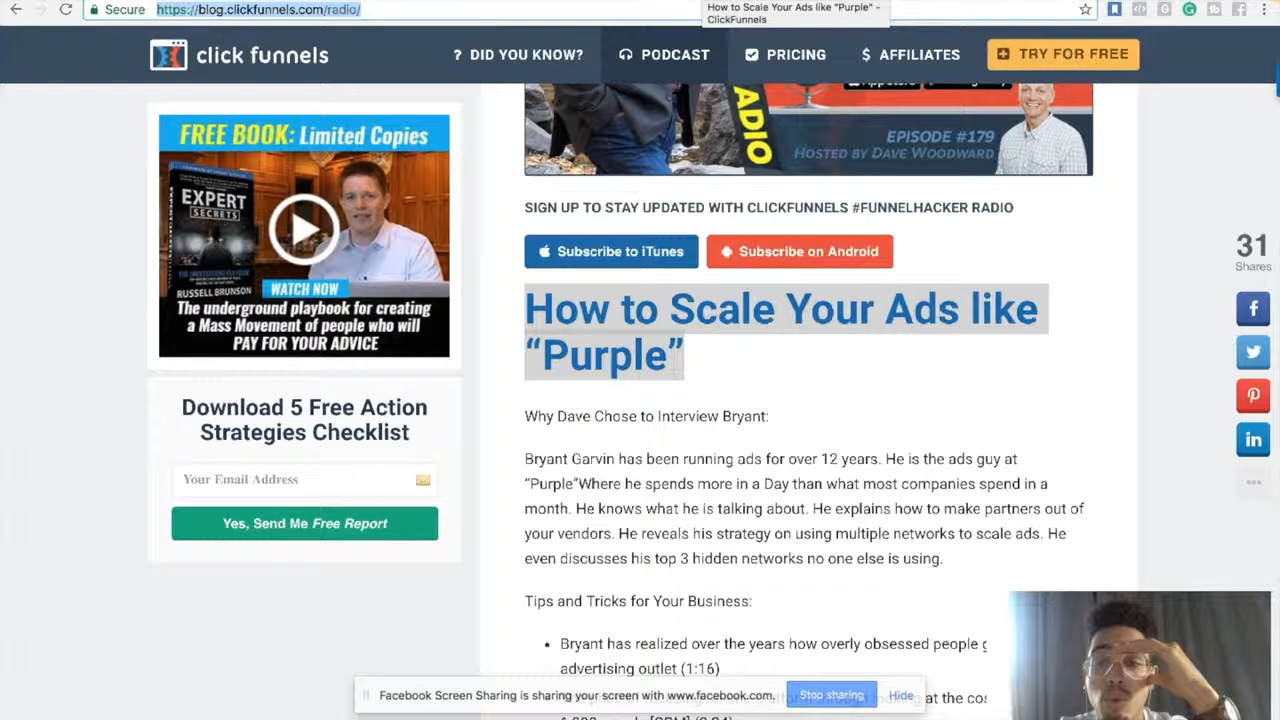 Secure https://blog.clickfunnels.com/radio/
How to Scale Your Ads like "Purple" -
ClickFunnels
click funnels
? DID YOU KNOW?
PODCAST
PRICING
$ AFFILIATES
TRY FOR FREE
FREE BOOK: Limited Copies
EXPERT
SECRETS
THE UNDERGROUND PLAYBOOK
RUSSELL BRUNSON
WATCH NOW
The underground playbook for creating
a Mass Movement of people who will
PAY FOR YOUR ADVICE
Download 5 Free Action
Strategies Checklist
Your Email Address
Yes, Send Me Free Report
ADIO
EPISODE #179
HOSTED BY DAVE WOODWARD
SIGN UP TO STAY UPDATED WITH CLICKFUNNELS #FUNNELHACKER RADIO
Subscribe to iTunes
Subscribe on Android
How to Scale Your Ads like
“Purple”
Why Dave Chose to Interview Bryant:
Bryant Garvin has been running ads for over 12 years. He is the ads guy at
“Purple”Where he spends more in a Day than what most companies spend in a
month. He knows what he is talking about. He explains how to make partners out of
your vendors. He reveals his strategy on using multiple networks to scale ads. He
even discusses his top 3 hidden networks no one else is using.
Tips and Tricks for Your Business:
Bryant has realized over the years how overly obsessed people
advertising outlet (1:16)
at the
31
Shares
Facebook Screen Sharing is sharing your screen with www.facebook.com.
Stop sharing
Hide